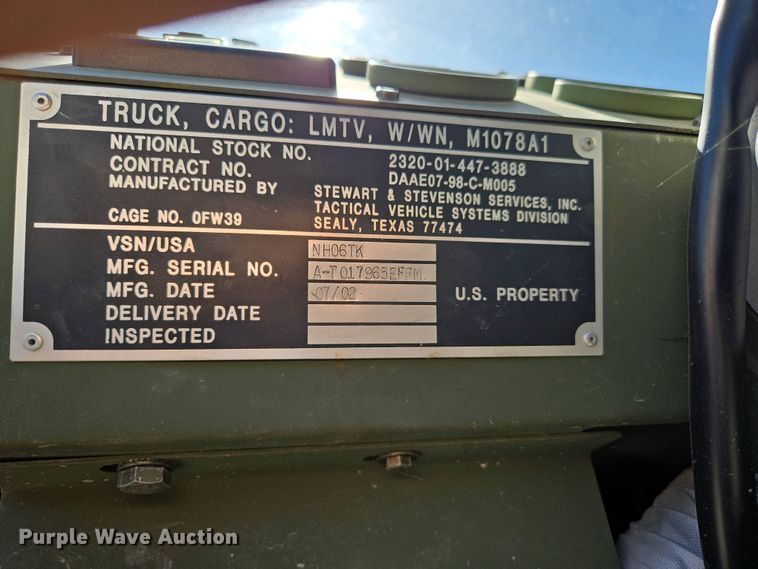 TRUCK, CARGO: LMTV, W/WN, M1078A1
NATIONAL STOCK NO. 2320-01-447-3888
CONTRACT NO. DAAE07-98-C-M005
MANUFACTURED BY STEWART & STEVENSON SERVICES, INC.
TACTICAL VEHICLE SYSTEMS DIVISION
CAGE NO. 0FW39 SEALY, TEXAS 77474
VSN/USA NH06TK
MFG. SERIAL NO. A-T017965EFFM
MFG. DATE 07/02
U.S. PROPERTY
DELIVERY DATE
INSPECTED
Purple Wave Auction